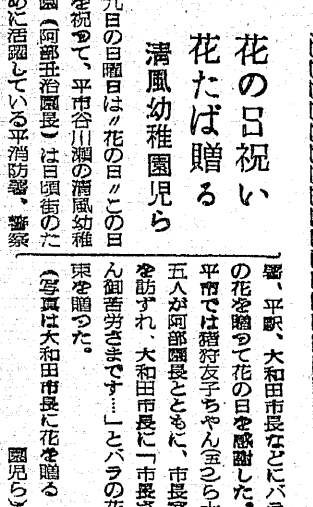 花の日祝い
花たば贈る
清風幼稚園児ら
九日の日曜日は〃花の日〃この日
を祝つて、平市谷川瀬の清風幼稚
園(阿部丑治園長)は日頃街のた
めに活躍している平消防署、警察
署、平駅、大和田市長などにバラ
の花を贈つて花の日を感謝した。
平市では猪狩友子ちゃん(五つ)ら
五人が阿部園長とともに、市長室
を訪ずれ、大和田市長に「市長さ
ん御苦労さまです…」とバラの花
束を贈つた。
(写真は大和田市長に花を贈る
園児ら)